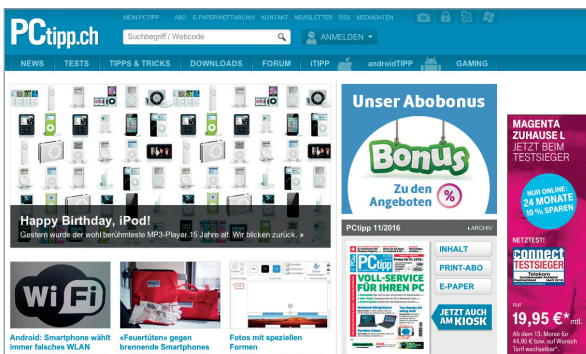 MEIN PCTIPP ABO E-PAPER/HEFTARCHIV KONTAKT NEWSLETTER RSS MEDIADATEN
PCtipp.ch
Suchbegriff / Webcode
ANMELDEN
NEWS TESTS TIPPS & TRICKS DOWNLOADS FORUM iTIPP androidTIPP GAMING
Happy Birthday, iPod!
Gestern wurde der wohl berühmteste MP3-Player 15 Jahre alt. Wir blicken zurück. »
WiFi
Android: Smartphone wählt
immer falsches WLAN
«Feuertüten» gegen
brennende Smartphones
Fotos mit speziellen
Formen
Unser Abobonus
Bonus
Zu den
Angeboten %
PCtipp 11/2016 ARCHIV
PCtipp
VOLL-SERVICE
FÜR IHREN PC
INHALT
PRINT-ABO
E-PAPER
JETZT AUCH
AM KIOSK
MAGENTA
ZUHAUSE L
JETZT BEIM
TESTSIEGER
NUR ONLINE:
24 MONATE
10 % SPAREN
NETZTEST!
connect
TESTSIEGER
Telekom
nur
19,95 €* mtl.
Ab dem 13. Monat für
44,95 € bzw. auf Wunsch
Tarif wechselbar*.